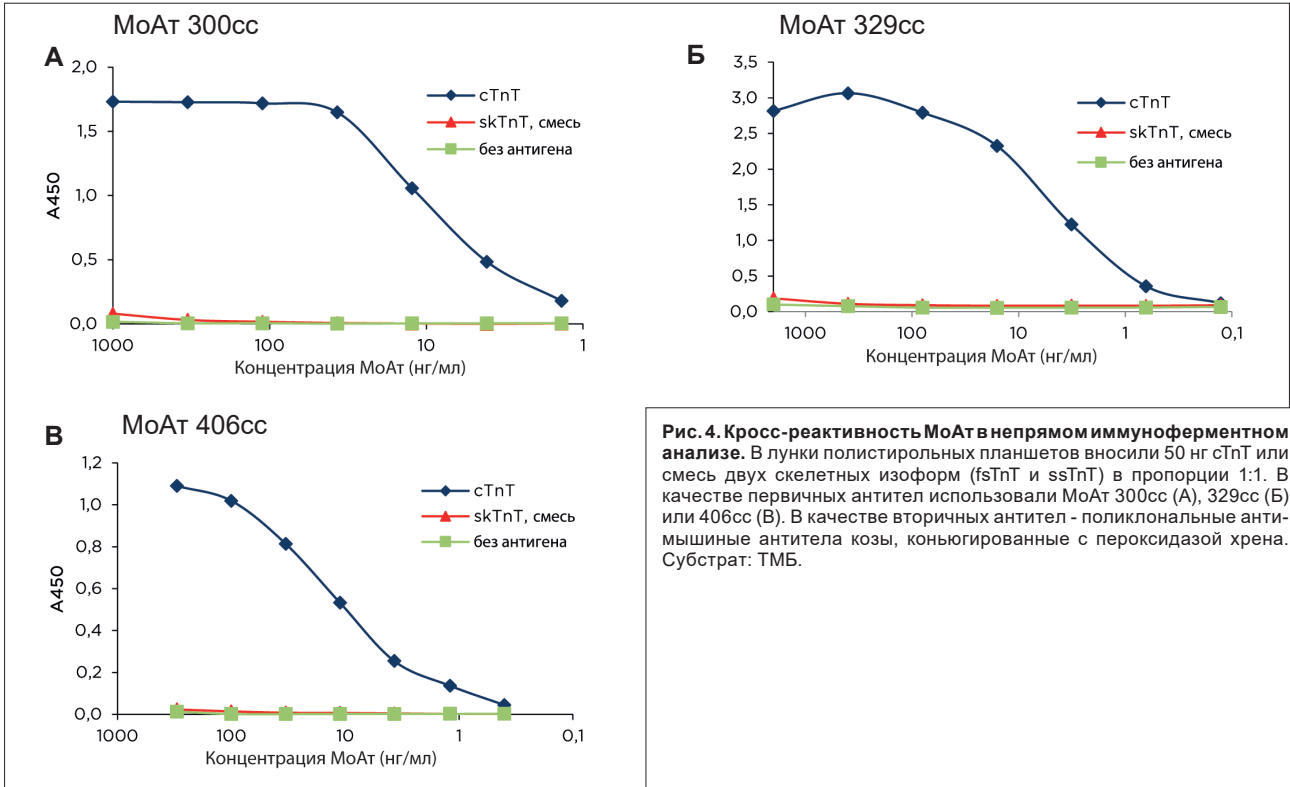 МоАт 300сс
А
2,0
1,5
1,0
0,5
0,0
А450
cTnT
skTnT, смесь
без антигена
1000
100
10
1
Концентрация МоАт (нг/мл)
МоАт 329сс
Б
3,5
3,0
2,5
2,0
1,5
1,0
0,5
0,0
cTnT
skTnT, смесь
без антигена
1000
100
10
1
0,1
Концентрация МоАт (нг/мл)
МоАт 406сс
В
1,2
1,0
0,8
0,6
0,4
0,2
0,0
А450
cTnT
skTnT, смесь
без антигена
1000
100
10
1
0,1
Концентрация МоАт (нг/мл)
Рис. 4. Кросс-реактивность МоАт в непрямом иммуноферментном
анализе. В лунки полистирольных планшетов вносили 50 нг cTnT или
смесь двух скелетных изоформ (fsTnT и ssTnT) в пропорции 1:1. В
качестве первичных антител использовали МоАт 300сс (А), 329сс (Б)
или 406сс (В). В качестве вторичных антител - поликлональные анти-
мышиные антитела козы, коньюгированные с пероксидазой хрена.
Субстрат: ТМБ.